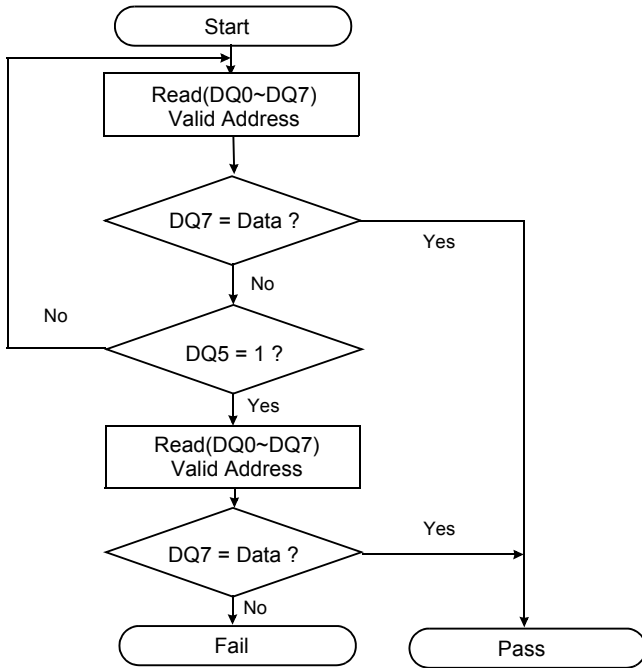 Start
Read(DQ0~DQ7)
Valid Address
DQ7 = Data ?
Yes
No
No
DQ5 = 1 ?
Yes
Read(DQ0~DQ7)
Valid Address
Yes
DQ7 = Data ?
No
Fail
Pass